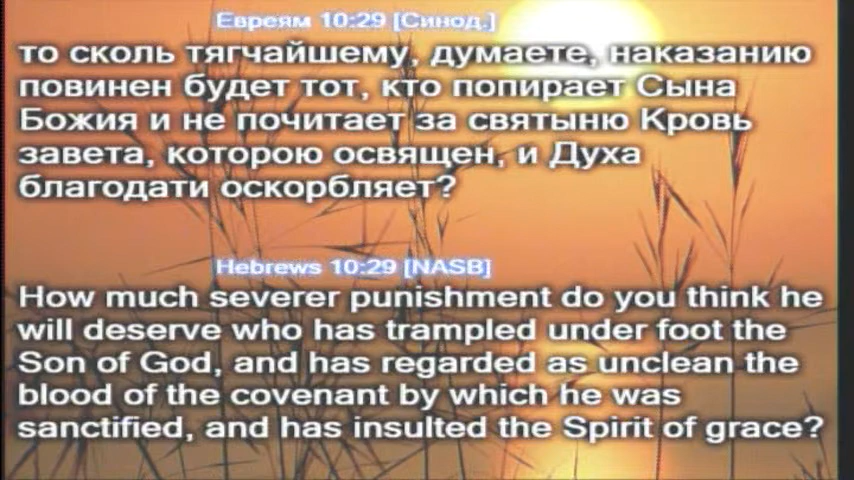 Евреям 10:29 [Синод.]
то сколь тягчайшему, думаете, наказанию
повинен будет тот, кто попирает Сына
Божия и не почитает за святыню Кровь
завета, которою освящен, и Духа
благодати оскорбляет?
Hebrews 10:29 [NASB]
How much severer punishment do you think he
will deserve who has trampled under foot the
Son of God, and has regarded as unclean the
blood of the covenant by which he was
sanctified, and has insulted the Spirit of grace?